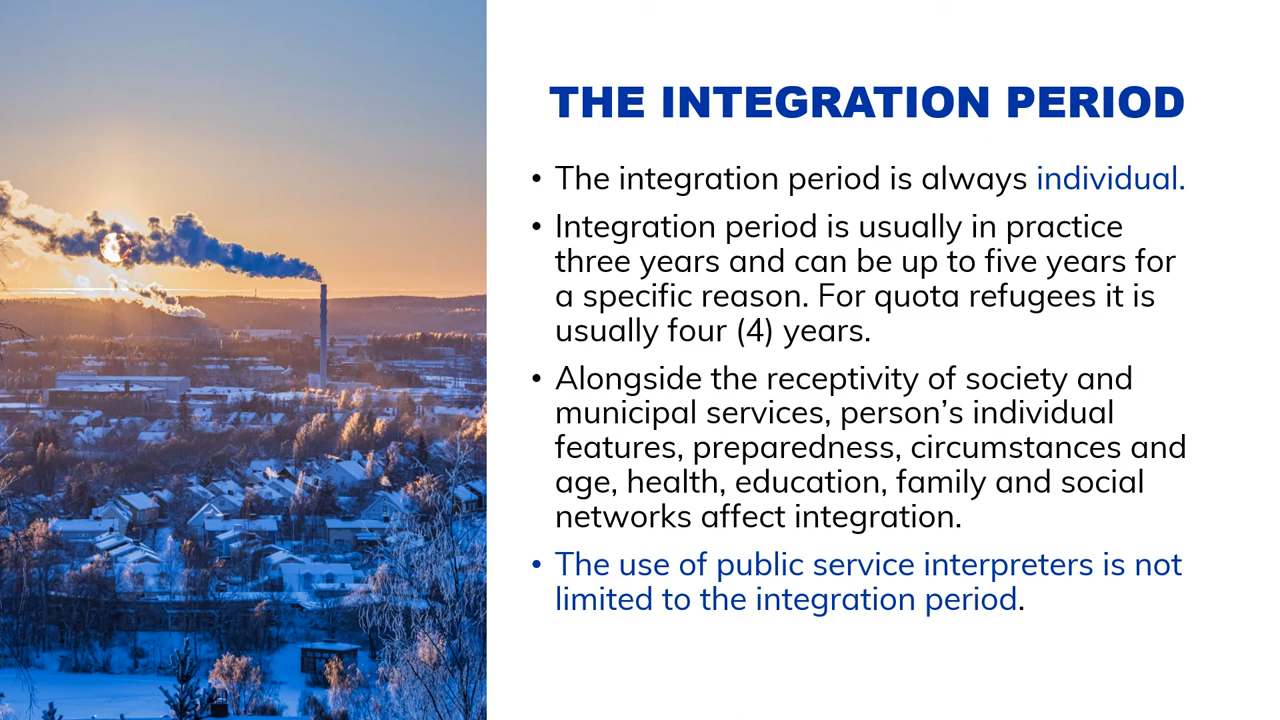 THE INTEGRATION PERIOD
• The integration period is always individual.
• Integration period is usually in practice
three years and can be up to five years for
a specific reason. For quota refugees it is
usually four (4) years.
• Alongside the receptivity of society and
municipal services, person’s individual
features, preparedness, circumstances and
age, health, education, family and social
networks affect integration.
• The use of public service interpreters is not
limited to the integration period.